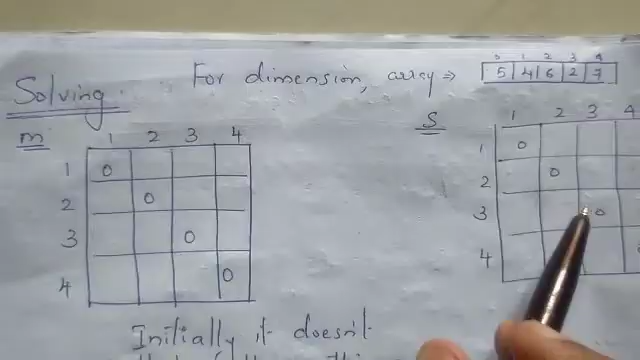 Solving
For dimension, array ⇒
0 1 2 3 4
5 4 6 2 7
m
1 2 3 4
1 0
2 0
3 0
4 0
S
1 2 3 4
1 0
2 0
3 0
4
Initially it doesn't